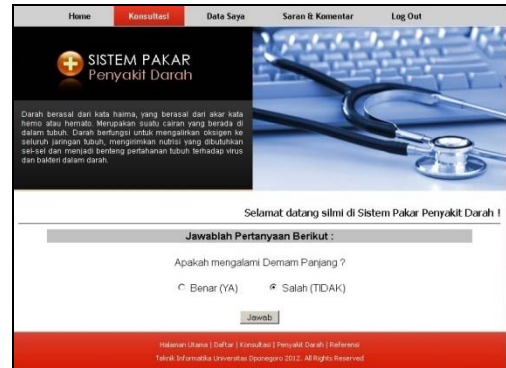 Home Konsultasi Data Saya Saran & Komentar Log Out
SISTEM PAKAR
Penyakit Darah
Darah berasal dari kata haima, yang berasal dari akar kata
hemo atau hemato. Merupakan suatu cairan yang berada di
dalam tubuh. Darah berfungsi untuk mengalirkan oksigen ke
seluruh jaringan tubuh, mengirimkan nutrisi yang dibutuhkan
sel-sel dan menjadi benteng pertahanan tubuh terhadap virus
dan bakteri dalam darah.
Selamat datang silmi di Sistem Pakar Penyakit Darah !
Jawablah Pertanyaan Berikut :
Apakah mengalami Demam Panjang ?
Benar (YA) Salah (TIDAK)
Jawab
Halaman Utama | Daftar | Konsultasi | Penyakit Darah | Referensi
Teknik Informatika Universitas Diponegoro 2012. All Rights Reserved